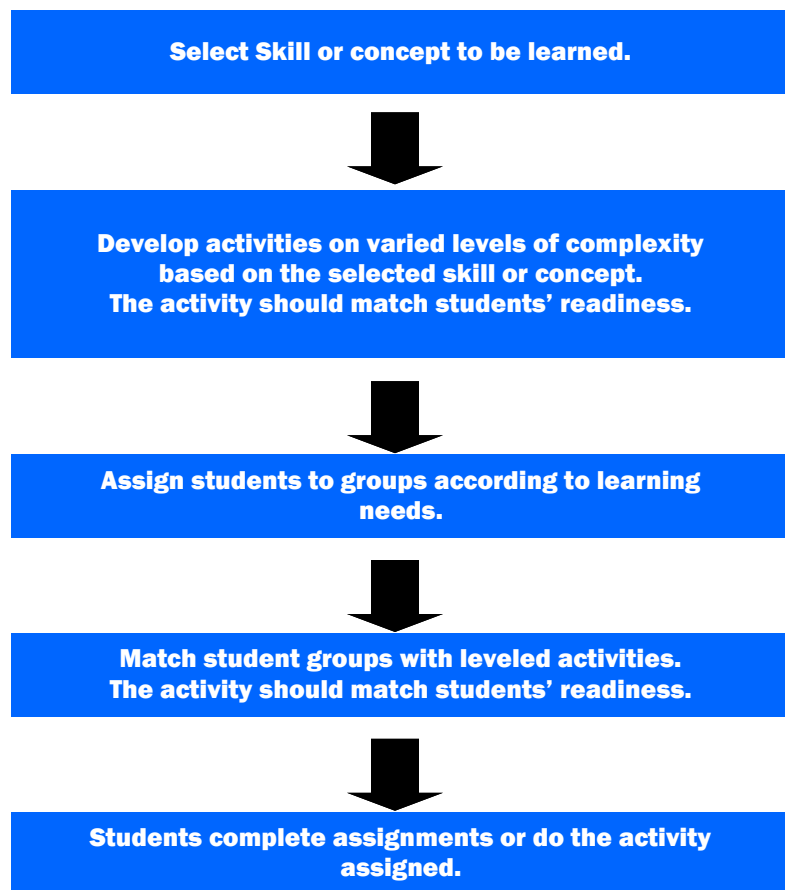 Select Skill or concept to be learned.
Develop activities on varied levels of complexity
based on the selected skill or concept.
The activity should match students’ readiness.
Assign students to groups according to learning
needs.
Match student groups with leveled activities.
The activity should match students’ readiness.
Students complete assignments or do the activity
assigned.